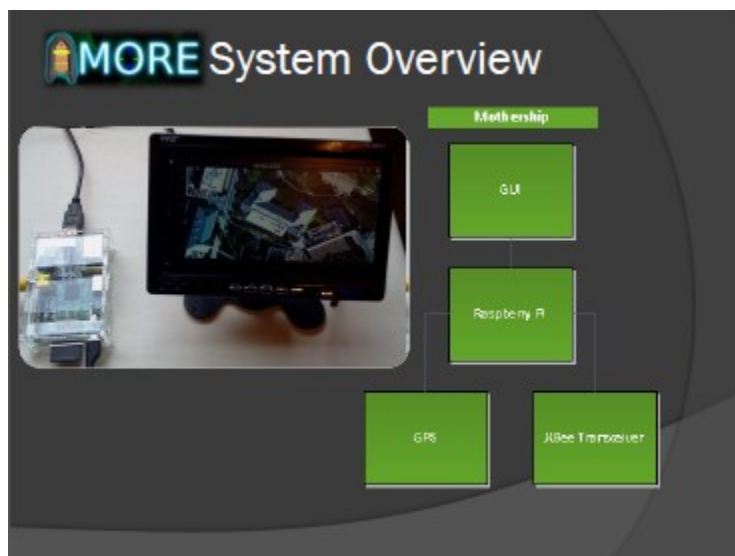 MORE System Overview
Mothership
GUI
Raspberry Pi
GPS
XBee Transceiver